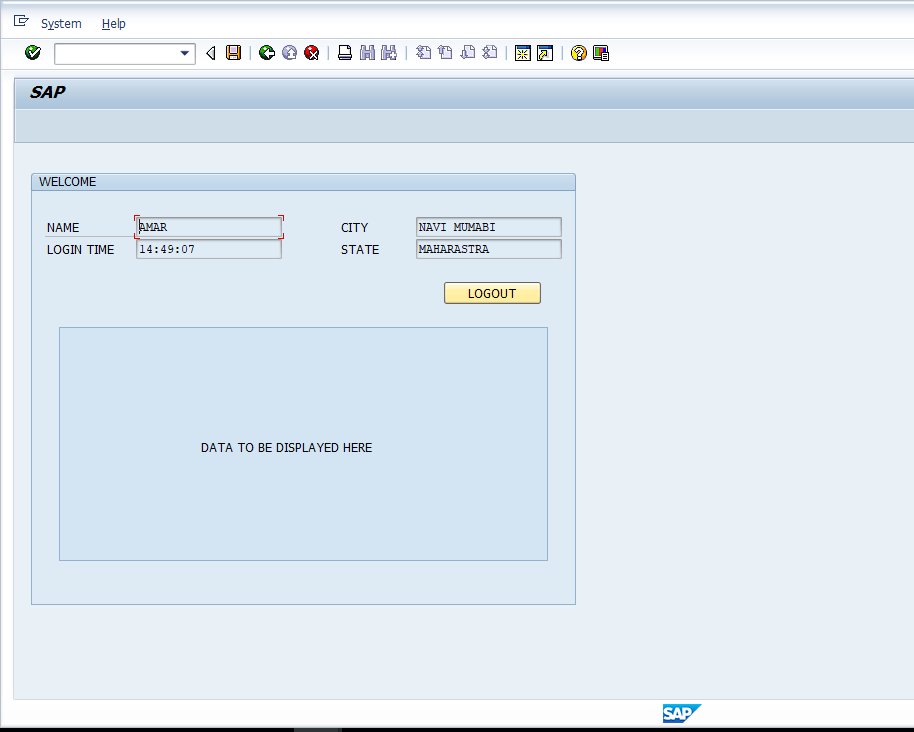 System Help
SAP
WELCOME
NAME AMAR CITY NAVI MUMABI
LOGIN TIME 14:49:07 STATE MAHARASTRA
LOGOUT
DATA TO BE DISPLAYED HERE
SAP